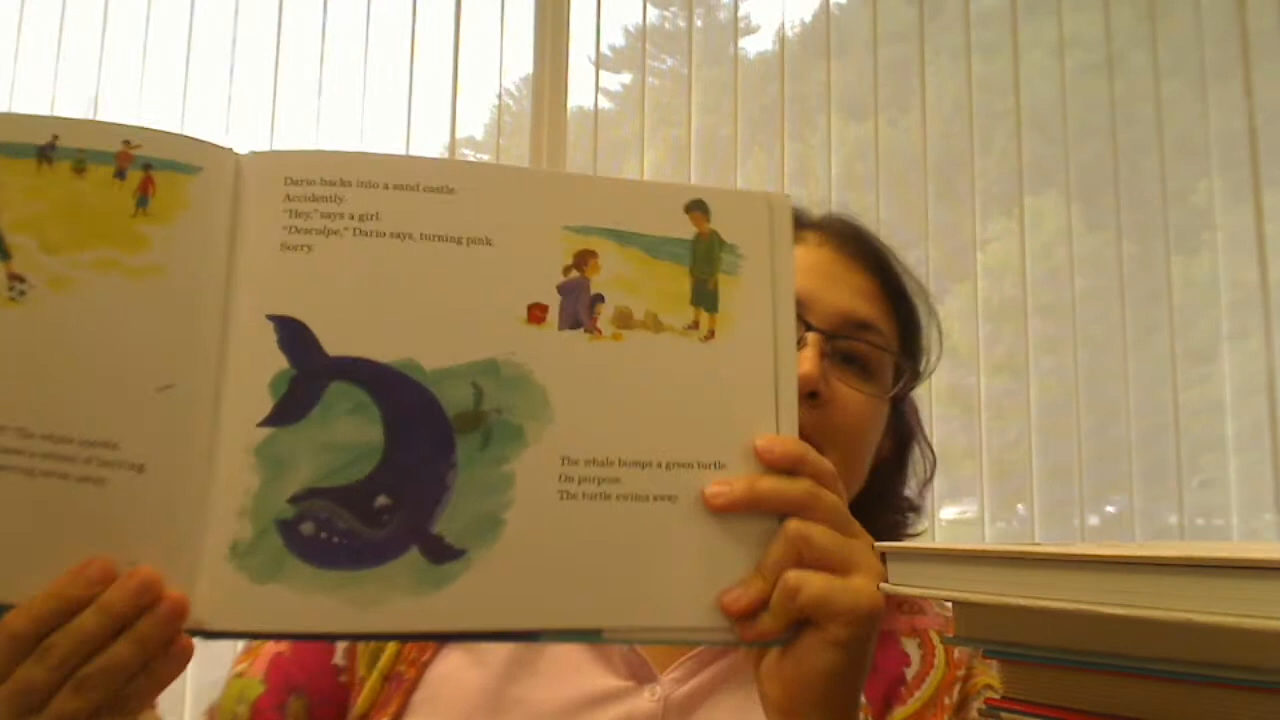 Dario backs into a sand castle.
Accidently.
"Hey," says a girl.
"Desculpe," Dario says, turning pink.
Sorry.
The whale bumps a green turtle.
On purpose.
The turtle swims away.